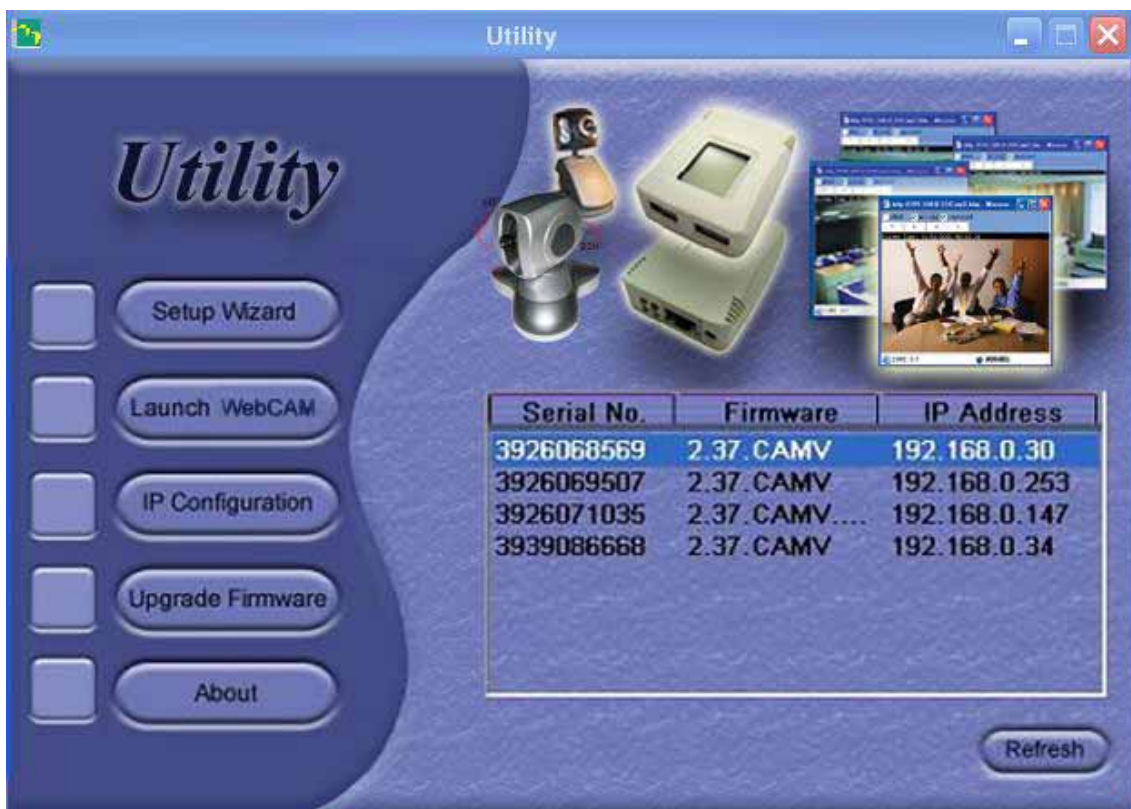 Utility
Utility
Setup Wizard
Launch WebCAM
IP Configuration
Upgrade Firmware
About
Serial No. Firmware IP Address
3926068569 2.37.CAMV 192.168.0.30
3926069507 2.37.CAMV 192.168.0.253
3926071035 2.37.CAMV.... 192.168.0.147
3939086668 2.37.CAMV 192.168.0.34
Refresh